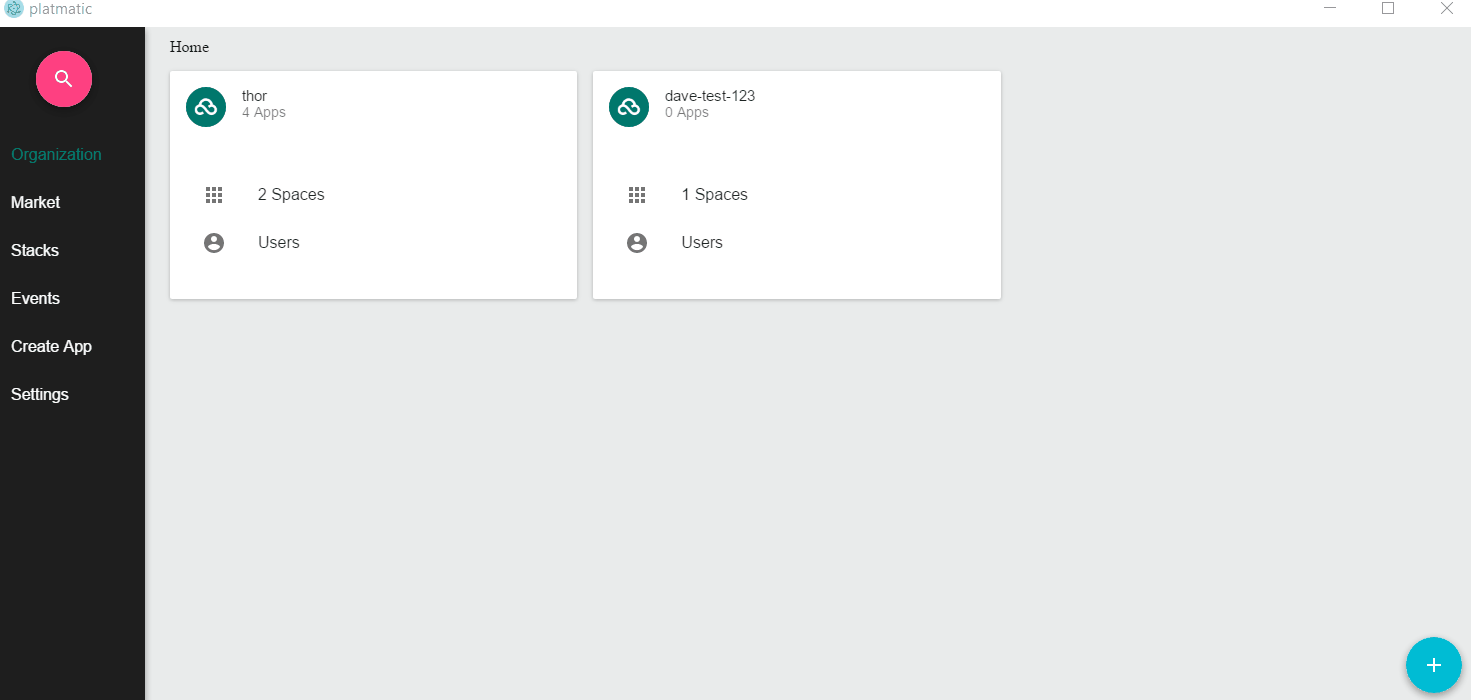 platmatic
Home
Organization
Market
Stacks
Events
Create App
Settings
thor
4 Apps
2 Spaces
Users
dave-test-123
0 Apps
1 Spaces
Users